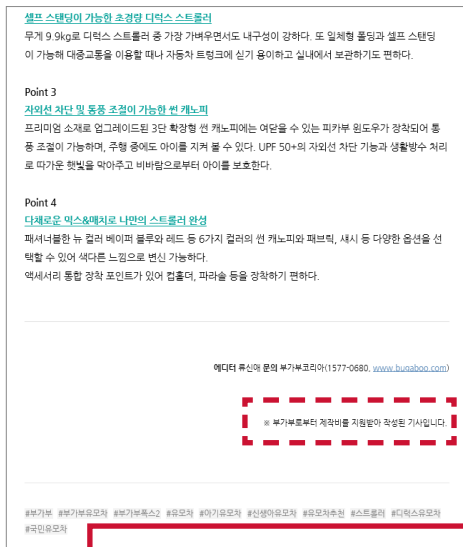 셀프 스탠딩이 가능한 초경량 디럭스 스트롤러
무게 9.9kg로 디럭스 스트롤러 중 가장 가벼우면서도 내구성이 강하다. 또 일체형 폴딩과 셀프 스탠딩
이 가능해 대중교통을 이용할 때나 자동차 트렁크에 싣기 용이하고 실내에서 보관하기도 편하다.
Point 3
자외선 차단 및 통풍 조절이 가능한 썬 캐노피
프리미엄 소재로 업그레이드된 3단 확장형 썬 캐노피에는 여닫을 수 있는 피카부 윈도우가 장착되어 통
풍 조절이 가능하며, 주행 중에도 아이를 지켜 볼 수 있다. UPF 50+의 자외선 차단 기능과 생활방수 처리
로 따가운 햇빛을 막아주고 비바람으로부터 아이를 보호한다.
Point 4
다채로운 믹스&매치로 나만의 스트롤러 완성
패셔너블한 뉴 컬러 베이퍼 블루와 레드 등 6가지 컬러의 썬 캐노피와 패브릭, 섀시 등 다양한 옵션을 선
택할 수 있어 색다른 느낌으로 변신 가능하다.
액세서리 통합 장착 포인트가 있어 컵홀더, 파라솔 등을 장착하기 편하다.
에디터 류신애 문의 부가부코리아(1577-0680, www.bugaboo.com)
※ 부가부로부터 제작비를 지원받아 작성된 기사입니다.
#부가부 #부가부유모차 #부가부폭스2 #유모차 #아기유모차 #신생아유모차 #유모차추천 #스트롤러 #디럭스유모차
#국민유모차